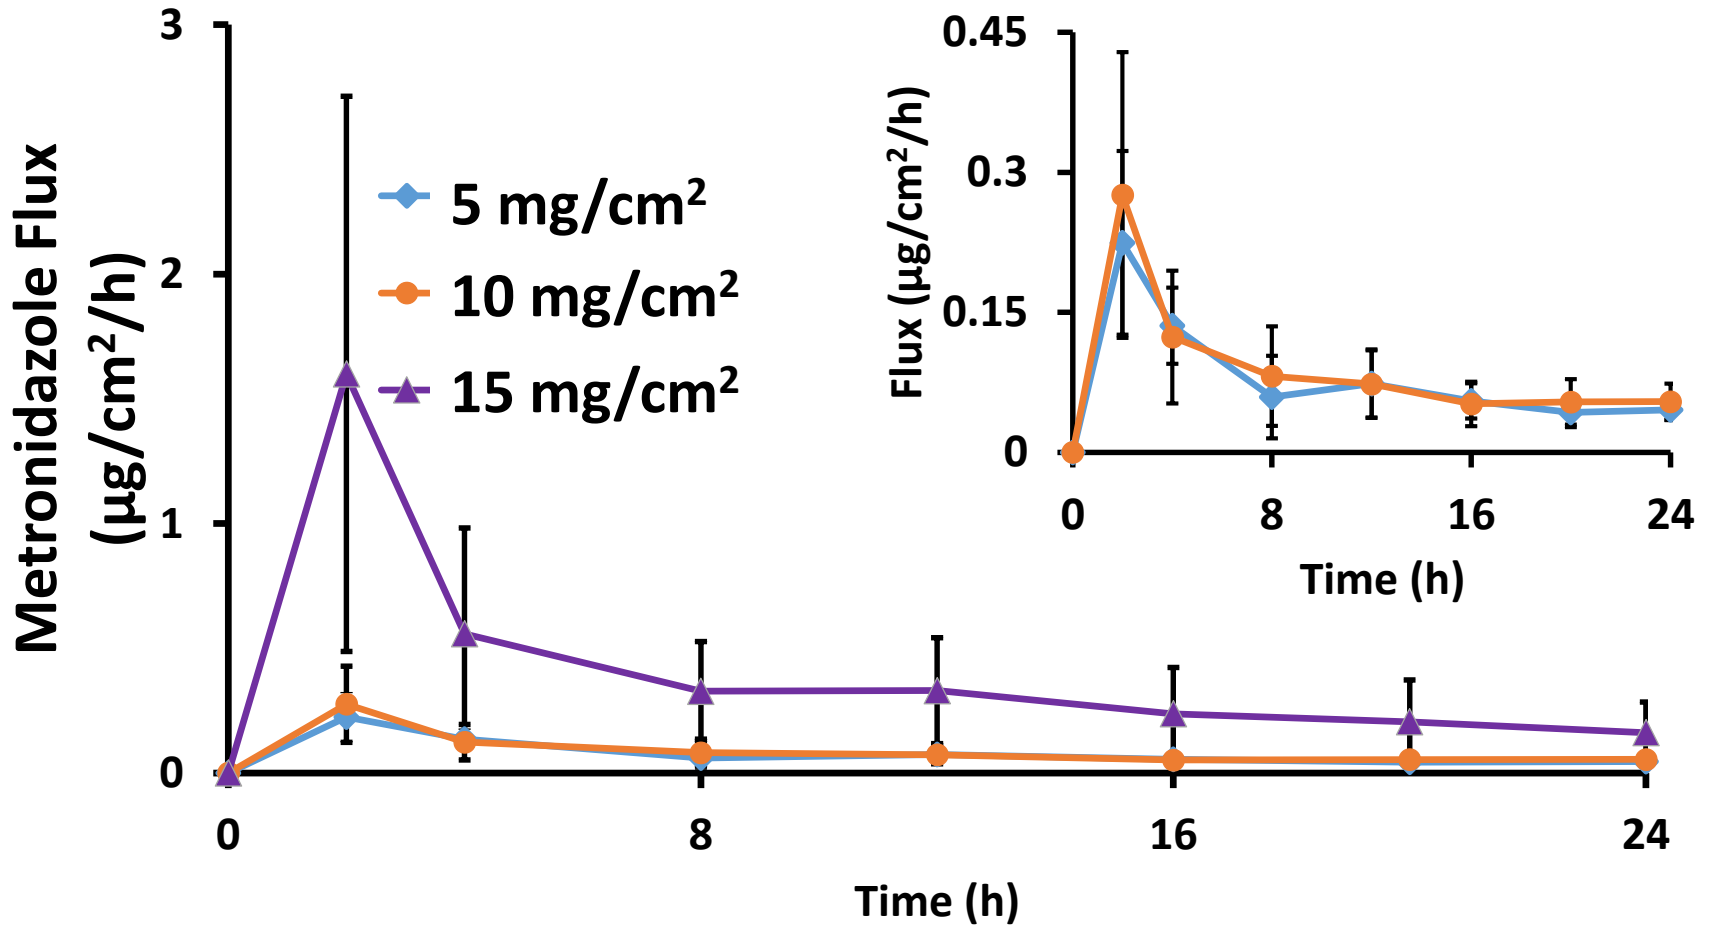 Metronidazole Flux
(µg/cm²/h)
3
2
1
0
0 8 16 24
Time (h)
5 mg/cm²
10 mg/cm²
15 mg/cm²
Flux (µg/cm²/h)
0.45
0.3
0.15
0
0 8 16 24
Time (h)